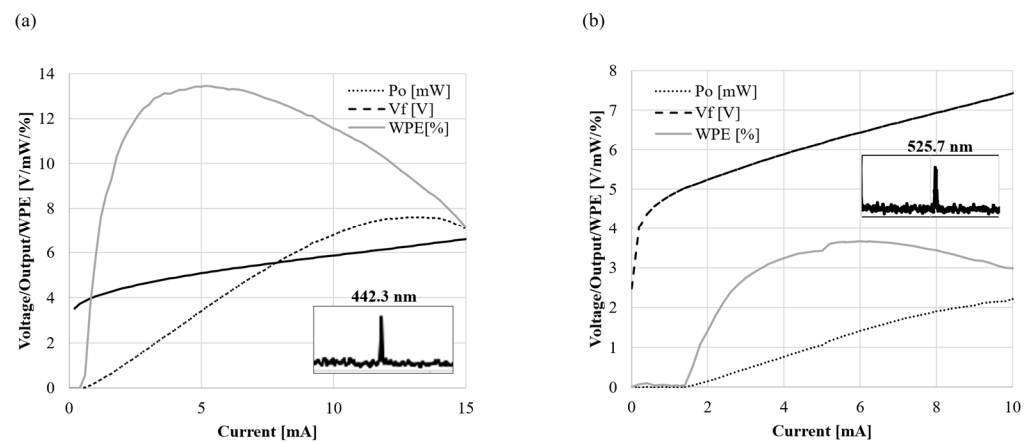 (a)
Voltage/Output/WPE [V/mW/%]
14
12
10
8
6
4
2
0
Po [mW]
Vf [V]
WPE[%]
442.3 nm
0
5
10
15
Current [mA]
(b)
Voltage/Output/WPE [V/mW/%]
8
7
6
5
4
3
2
1
0
Po [mW]
Vf [V]
WPE [%]
525.7 nm
0
2
4
6
8
10
Current [mA]